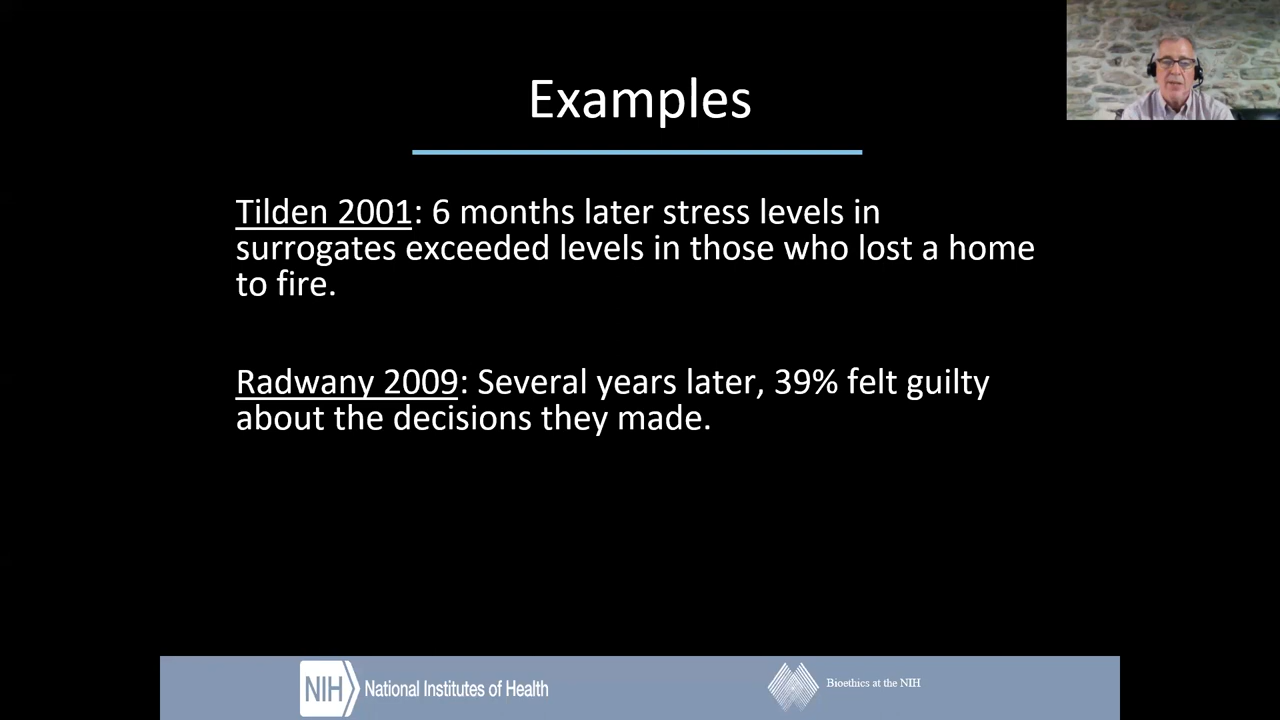 Examples
Tilden 2001: 6 months later stress levels in
surrogates exceeded levels in those who lost a home
to fire.
Radwany 2009: Several years later, 39% felt guilty
about the decisions they made.
NIH National Institutes of Health
Bioethics at the NIH